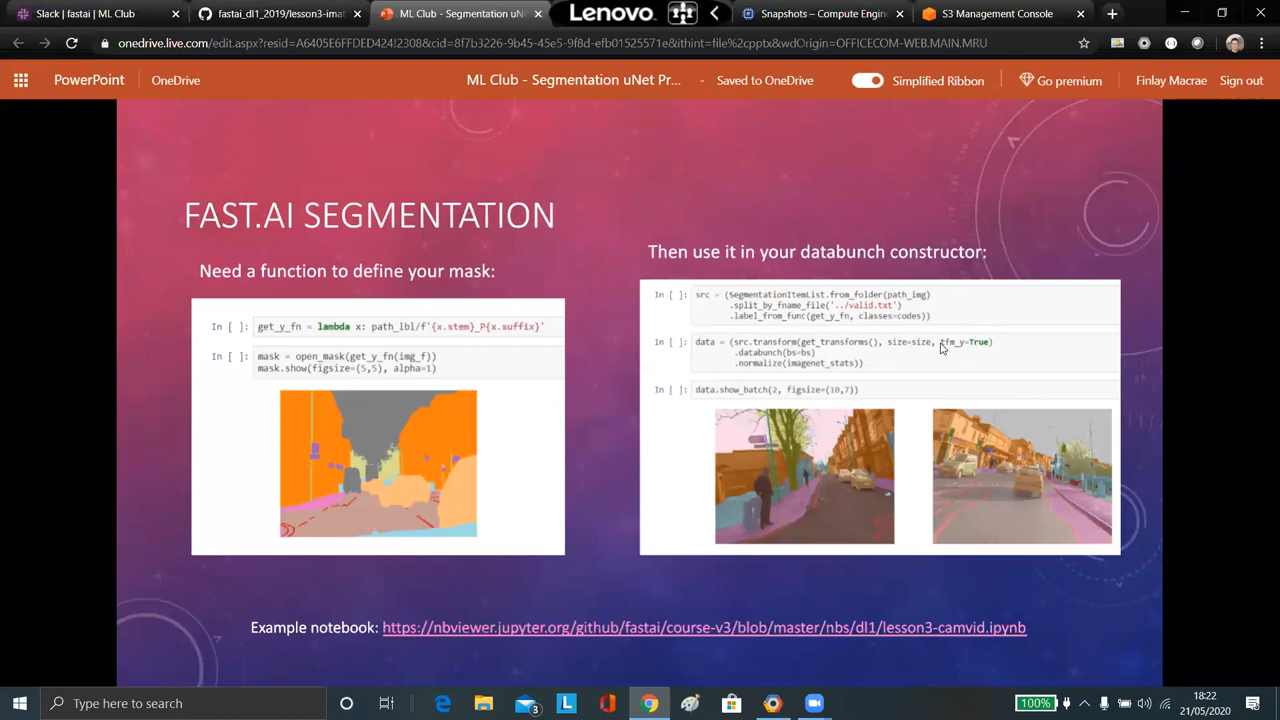 Slack | fastai | ML Club
fastai_dl1_2019/lesson3-imat
ML Club - Segmentation uNe
Lenovo
Snapshots – Compute Engin
S3 Management Console
onedrive.live.com/edit.aspx?resid=A6405E6FFDED424!2308&cid=8f7b3226-9b45-45e5-9f8d-efb01525571e&ithint=file%2cpptx&wdOrigin=OFFICECOM-WEB.MAIN.MRU
PowerPoint
OneDrive
ML Club - Segmentation uNet Pr...
- Saved to OneDrive
Simplified Ribbon
Go premium
Finlay Macrae
Sign out
FAST.AI SEGMENTATION
Need a function to define your mask:
In [ ]: get_y_fn = lambda x: path_lbl/f'{x.stem}_P{x.suffix}'
In [ ]: mask = open_mask(get_y_fn(img_f))
mask.show(figsize=(5,5), alpha=1)
Then use it in your databunch constructor:
In [ ]: src = (SegmentationItemList.from_folder(path_img)
.split_by_fname_file('../valid.txt')
.label_from_func(get_y_fn, classes=codes))
In [ ]: data = (src.transform(get_transforms(), size=size, tfm_y=True)
.databunch(bs=bs)
.normalize(imagenet_stats))
In [ ]: data.show_batch(2, figsize=(10,7))
Example notebook: https://nbviewer.jupyter.org/github/fastai/course-v3/blob/master/nbs/dl1/lesson3-camvid.ipynb
Type here to search
3
L
100%
18:22
21/05/2020